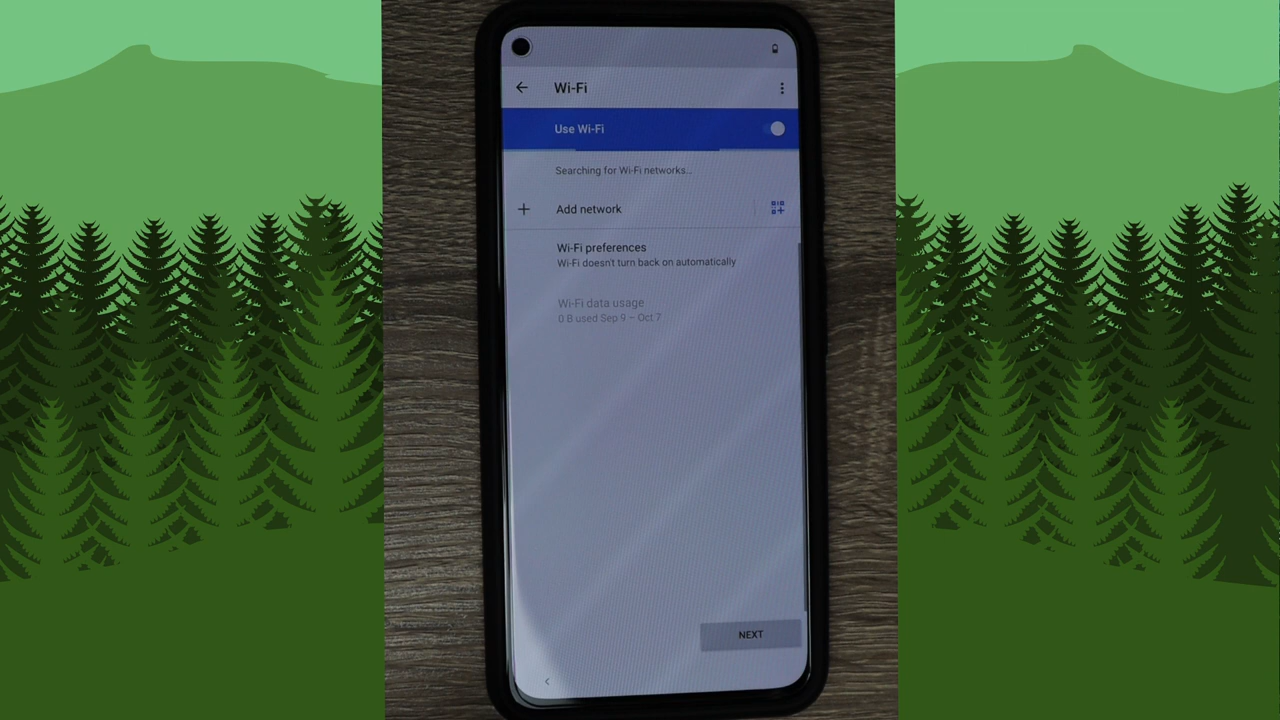 Wi-Fi
Use Wi-Fi
Searching for Wi-Fi networks…
Add network
Wi-Fi preferences
Wi-Fi doesn't turn back on automatically
Wi-Fi data usage
0 B used Sep 9 – Oct 7
NEXT